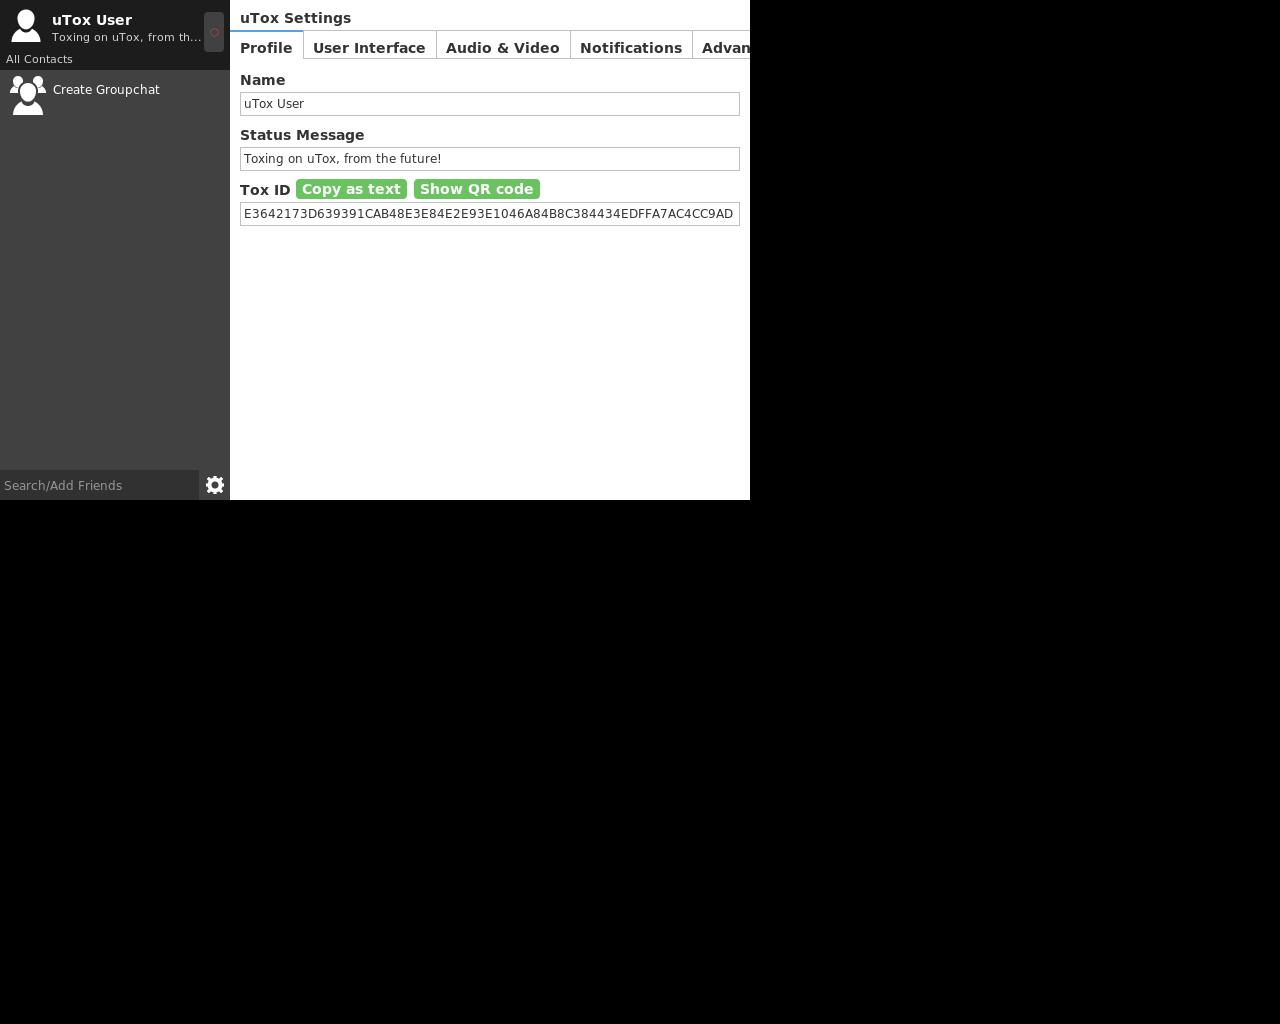 uTox User
Toxing on uTox, from th...
All Contacts
Create Groupchat
Search/Add Friends
uTox Settings
Profile
User Interface
Audio & Video
Notifications
Advan
Name
uTox User
Status Message
Toxing on uTox, from the future!
Tox ID
Copy as text
Show QR code
E3642173D639391CAB48E3E84E2E93E1046A84B8C384434EDFFA7AC4CC9AD